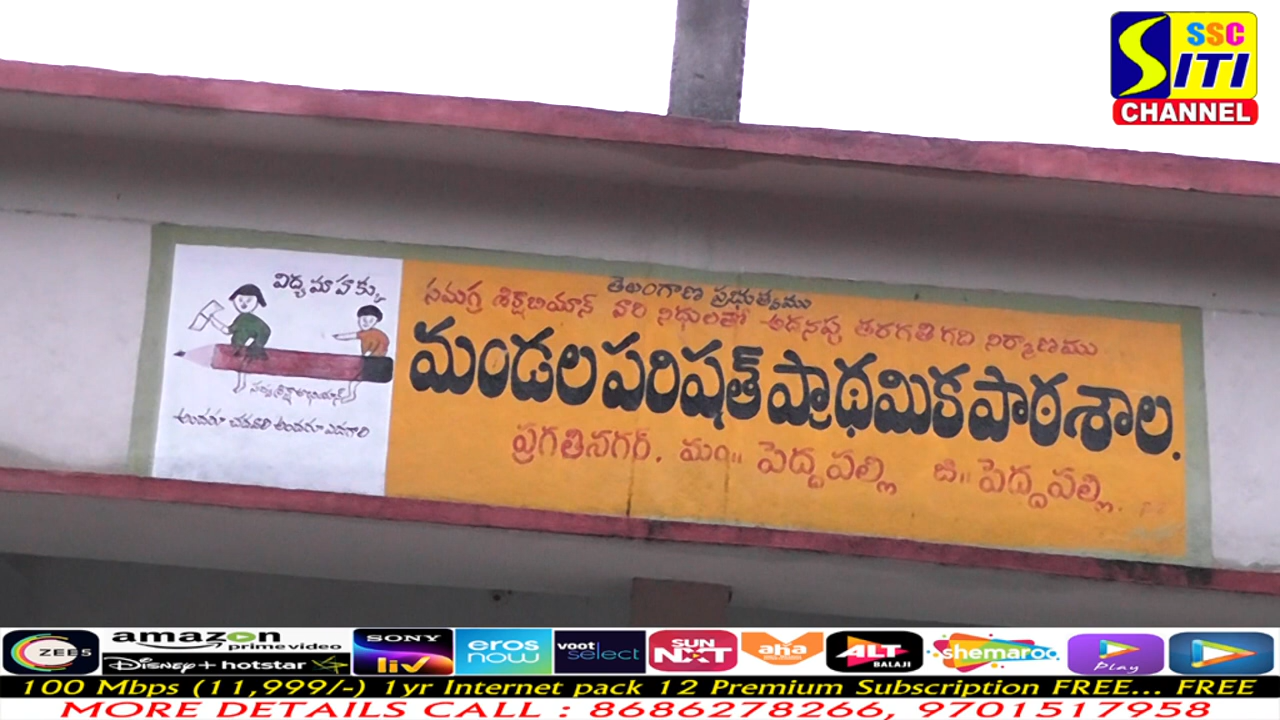 SSC
SITI
CHANNEL
తెలంగాణ ప్రభుత్వము
సమగ్ర శిక్షఅభియాన్ వారి నిధులతో అదనపు తరగతి గది నిర్మాణము
మండల పరిషత్ ప్రాథమిక పాఠశాల.
ప్రగతినగర్. మం॥ పెద్దపల్లి జి॥ పెద్దపల్లి.
విద్య మా హక్కు
అందరూ చదవాలి అందరూ ఎదగాలి
ZEE5
amazon
prime video
Disney+ hotstar
SONY
liv
eros
now
voot
select
SUN
NXT
aha
ALT
BALAJI
shemaroo
Play
100 Mbps (11,999/-) 1yr Internet pack 12 Premium Subscription FREE... FREE
MORE DETAILS CALL : 8686278266, 9701517958